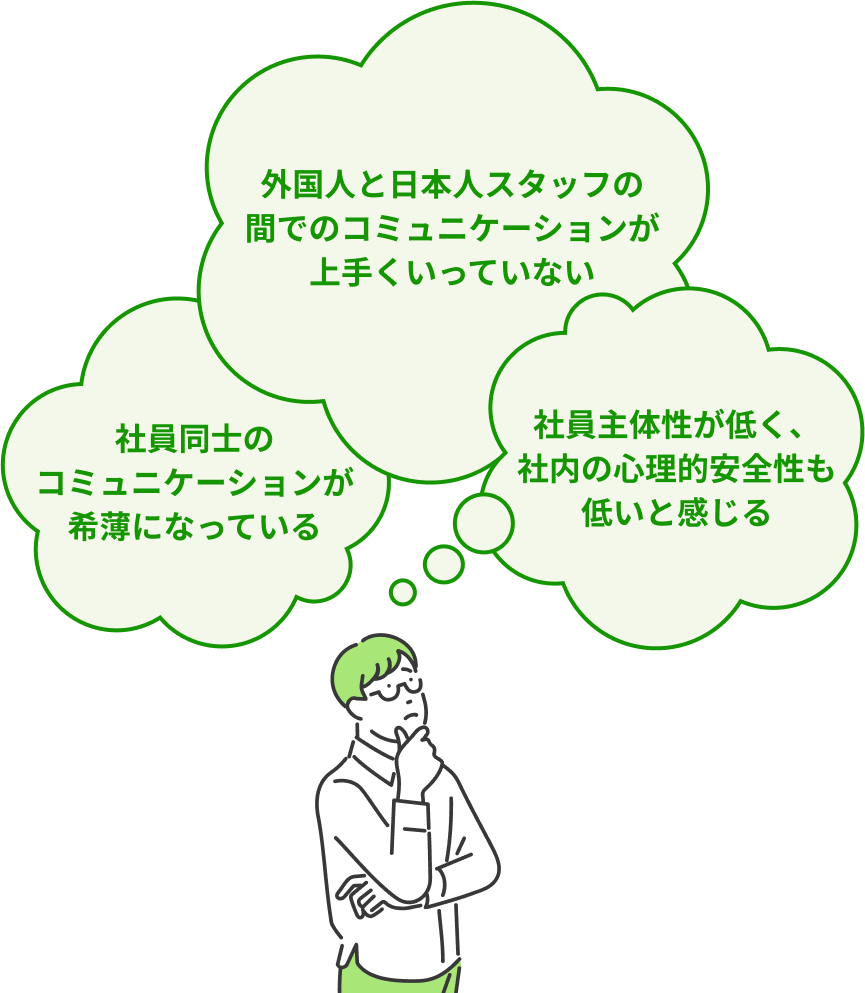 外国人と日本人スタッフの
間でのコミュニケーションが
上手くいっていない
社員同士の
コミュニケーションが
希薄になっている
社員主体性が低く、
社内の心理的安全性も
低いと感じる